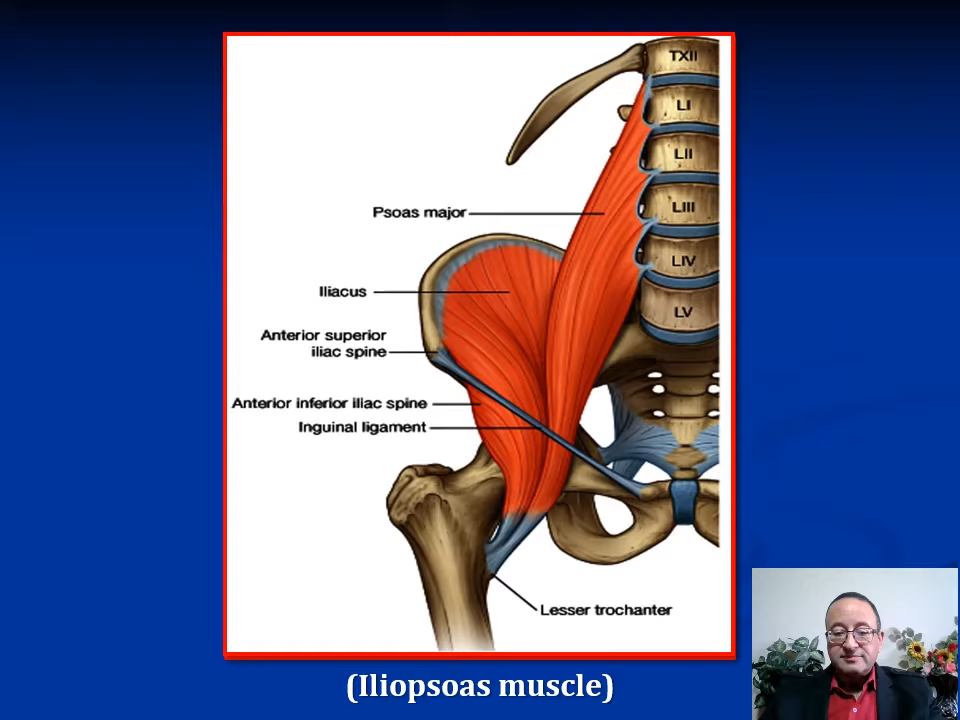 TXII
LI
LII
LIII
LIV
LV
Psoas major
Iliacus
Anterior superior
iliac spine
Anterior inferior iliac spine
Inguinal ligament
Lesser trochanter
(Iliopsoas muscle)